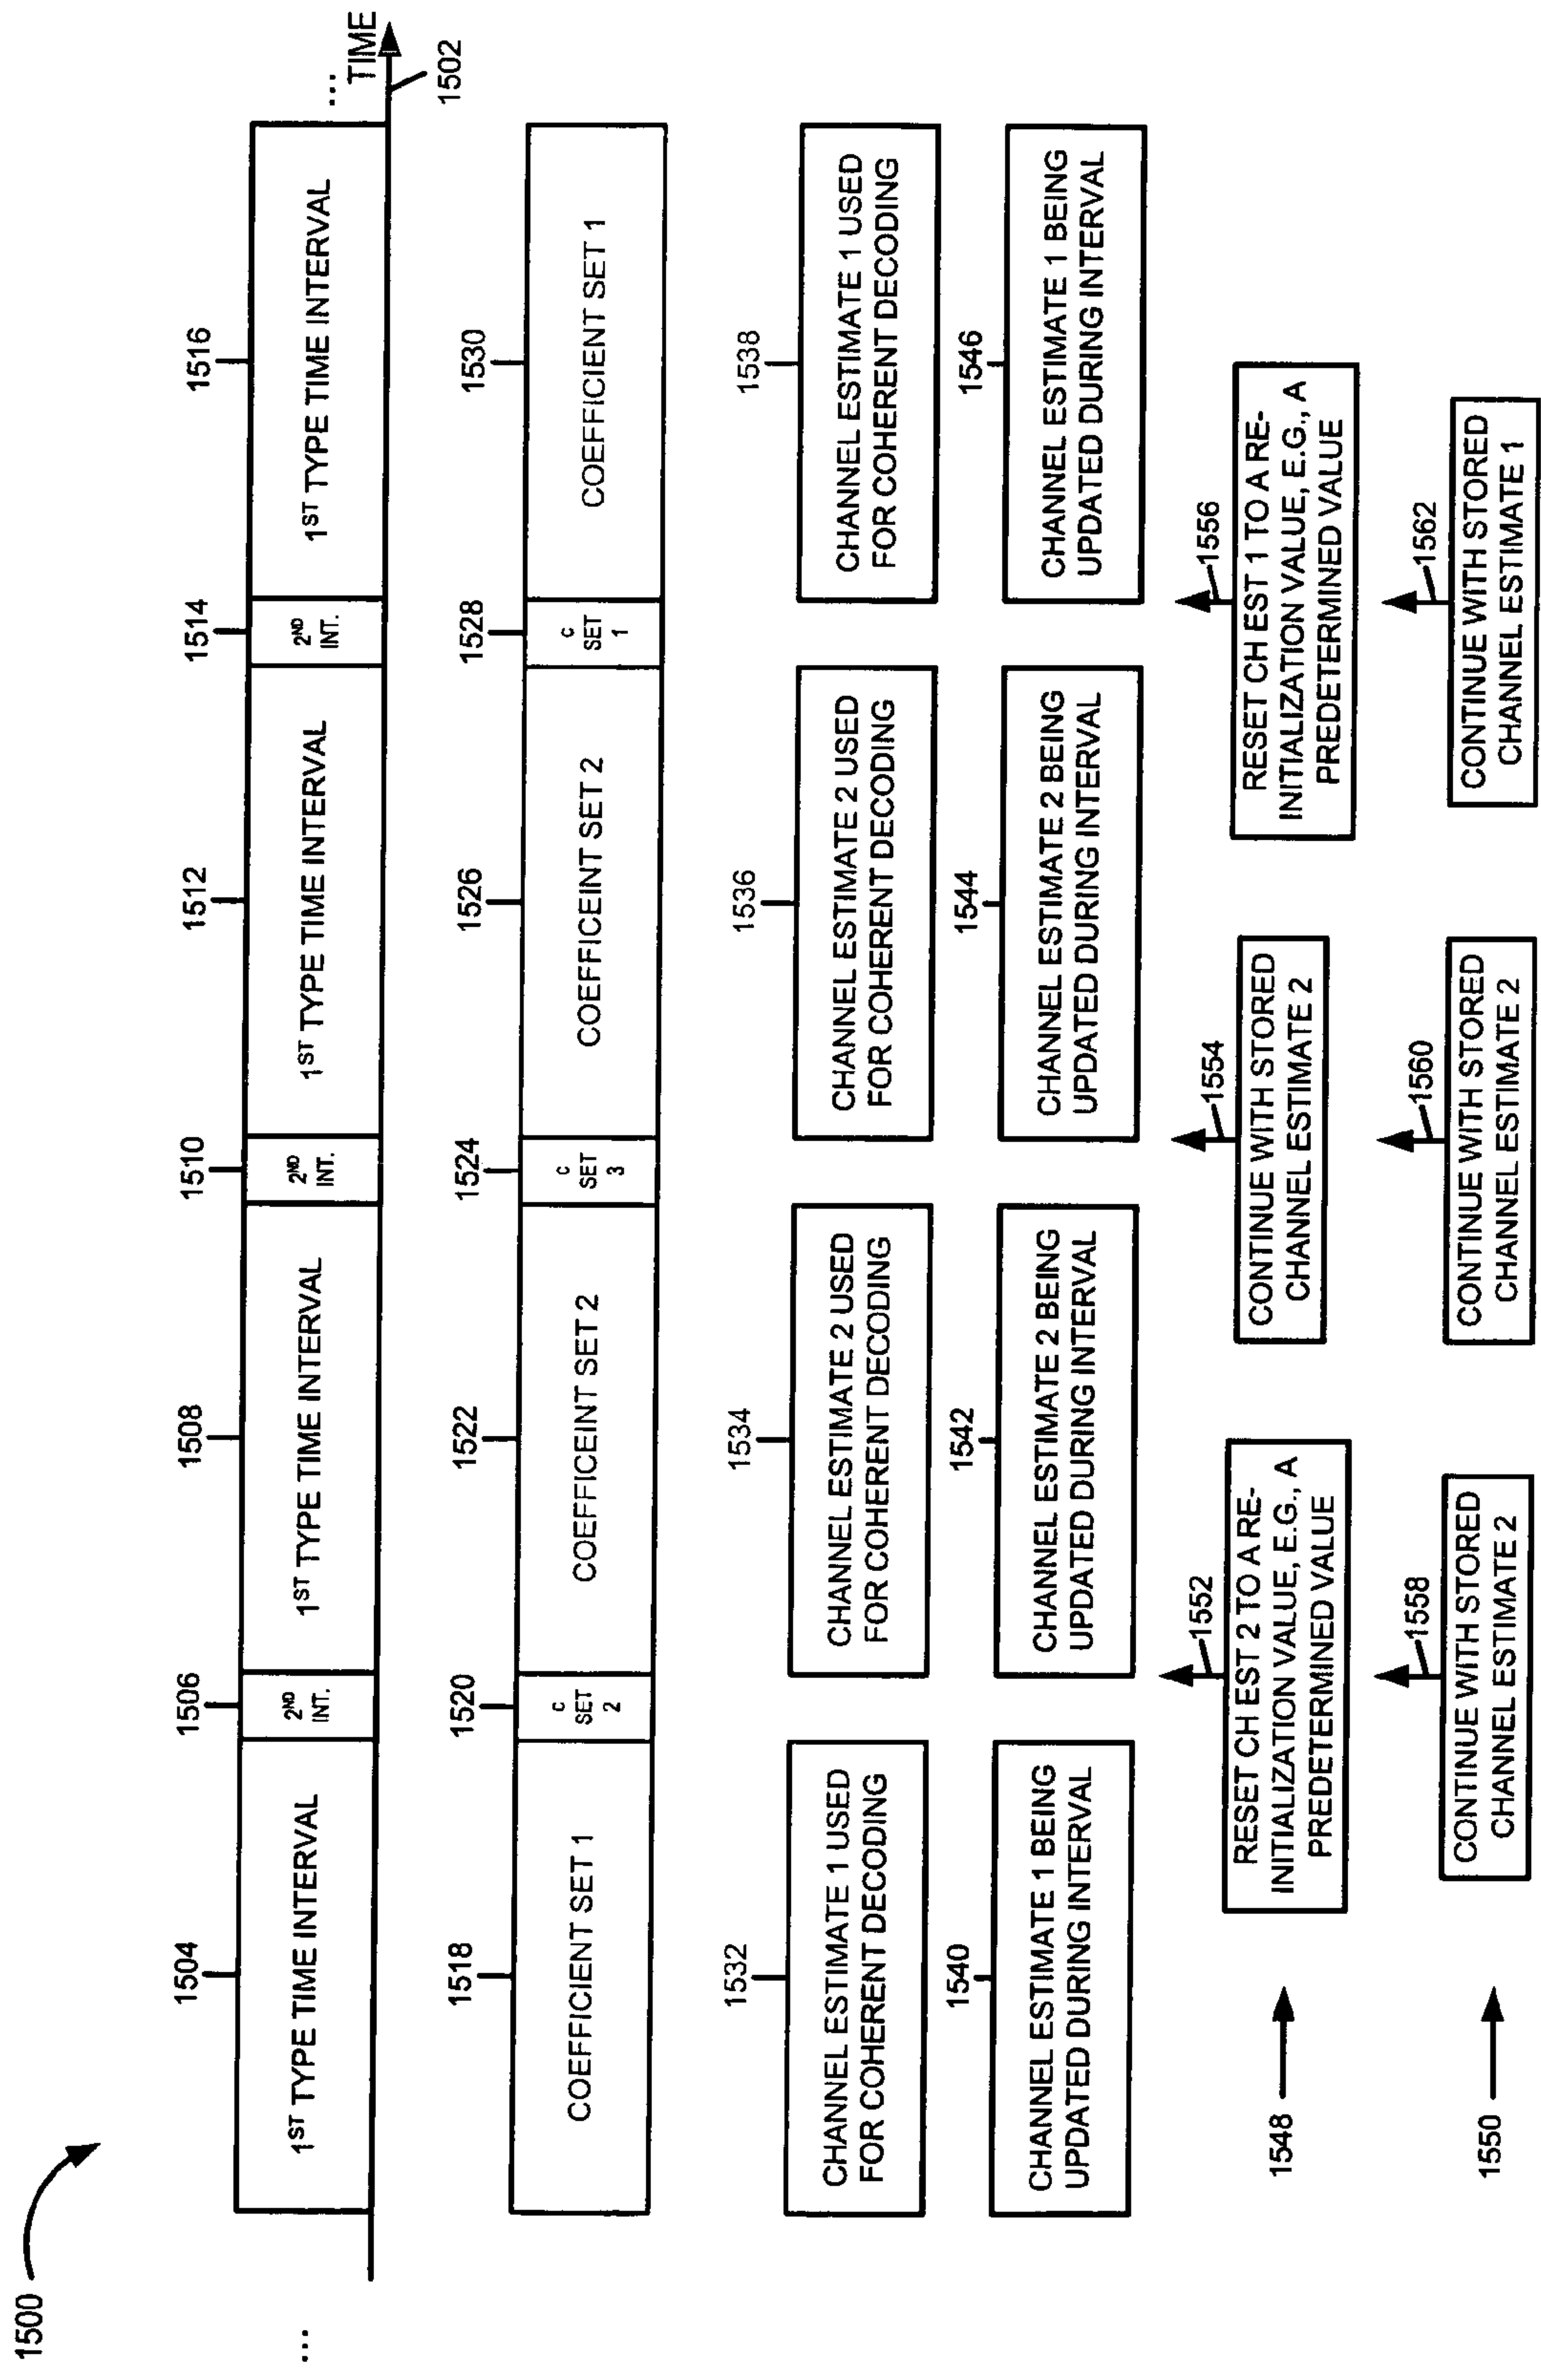 1500
1504
1506
1508
1510
1512
1514
1516
...
1ST TYPE TIME INTERVAL
2ND
INT.
1ST TYPE TIME INTERVAL
2ND
INT.
1ST TYPE TIME INTERVAL
2ND
INT.
1ST TYPE TIME INTERVAL
...
TIME
1502
1518
1520
1522
1524
1526
1528
1530
COEFFICIENT SET 1
C
SET
2
COEFFICEINT SET 2
C
SET
3
COEFFICEINT SET 2
C
SET
1
COEFFICIENT SET 1
1532
1534
1536
1538
CHANNEL ESTIMATE 1 USED
FOR COHERENT DECODING
CHANNEL ESTIMATE 2 USED
FOR COHERENT DECODING
CHANNEL ESTIMATE 2 USED
FOR COHERENT DECODING
CHANNEL ESTIMATE 1 USED
FOR COHERENT DECODING
1540
1542
1544
1546
CHANNEL ESTIMATE 1 BEING
UPDATED DURING INTERVAL
CHANNEL ESTIMATE 2 BEING
UPDATED DURING INTERVAL
CHANNEL ESTIMATE 2 BEING
UPDATED DURING INTERVAL
CHANNEL ESTIMATE 1 BEING
UPDATED DURING INTERVAL
1548
1552
RESET CH EST 2 TO A RE-
INITIALIZATION VALUE, E.G., A
PREDETERMINED VALUE
1554
CONTINUE WITH STORED
CHANNEL ESTIMATE 2
1556
RESET CH EST 1 TO A RE-
INITIALIZATION VALUE, E.G., A
PREDETERMINED VALUE
1550
1558
CONTINUE WITH STORED
CHANNEL ESTIMATE 2
1560
CONTINUE WITH STORED
CHANNEL ESTIMATE 2
1562
CONTINUE WITH STORED
CHANNEL ESTIMATE 1